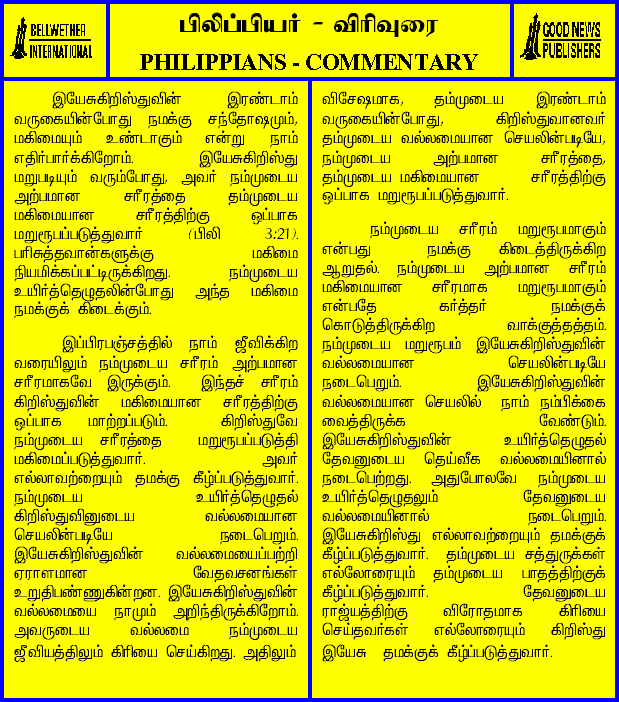 BELLWETHER
INTERNATIONAL
பிலிப்பியர் - விரிவுரை
PHILIPPIANS - COMMENTARY
GOOD NEWS
PUBLISHERS
இயேசுகிறிஸ்துவின் இரண்டாம்
வருகையின்போது நமக்கு சந்தோஷமும்,
மகிமையும் உண்டாகும் என்று நாம்
எதிர்பார்க்கிறோம். இயேசுகிறிஸ்து
மறுபடியும் வரும்போது, அவர் நம்முடைய
அற்பமான சரீரத்தை தம்முடைய
மகிமையான சரீரத்திற்கு ஒப்பாக
மறுரூபப்படுத்துவார் (பிலி 3:21).
பரிசுத்தவான்களுக்கு மகிமை
நியமிக்கப்பட்டிருக்கிறது. நம்முடைய
உயிர்த்தெழுதலின்போது அந்த மகிமை
நமக்குக் கிடைக்கும்.
இப்பிரபஞ்சத்தில் நாம் ஜீவிக்கிற
வரையிலும் நம்முடைய சரீரம் அற்பமான
சரீரமாகவே இருக்கும். இந்தச் சரீரம்
கிறிஸ்துவின் மகிமையான சரீரத்திற்கு
ஒப்பாக மாற்றப்படும். கிறிஸ்துவே
நம்முடைய சரீரத்தை மறுரூபப்படுத்தி
மகிமைப்படுத்துவார். அவர்
எல்லாவற்றையும் தமக்கு கீழ்ப்படுத்துவார்.
நம்முடைய உயிர்த்தெழுதல்
கிறிஸ்துவினுடைய வல்லமையான
செயலின்படியே நடைபெறும்.
இயேசுகிறிஸ்துவின் வல்லமையைப்பற்றி
ஏராளமான வேதவசனங்கள்
உறுதிபண்ணுகின்றன. இயேசுகிறிஸ்துவின்
வல்லமையை நாமும் அறிந்திருக்கிறோம்.
அவருடைய வல்லமை நம்முடைய
ஜீவியத்திலும் கிரியை செய்கிறது. அதிலும்
விசேஷமாக, தம்முடைய இரண்டாம்
வருகையின்போது, கிறிஸ்துவானவர்
தம்முடைய வல்லமையான செயலின்படியே,
நம்முடைய அற்பமான சரீரத்தை,
தம்முடைய மகிமையான சரீரத்திற்கு
ஒப்பாக மறுரூபப்படுத்துவார்.
நம்முடைய சரீரம் மறுரூபமாகும்
என்பது நமக்கு கிடைத்திருக்கிற
ஆறுதல். நம்முடைய அற்பமான சரீரம்
மகிமையான சரீரமாக மறுரூபமாகும்
என்பதே கர்த்தர் நமக்குக்
கொடுத்திருக்கிற வாக்குத்தத்தம்.
நம்முடைய மறுரூபம் இயேசுகிறிஸ்துவின்
வல்லமையான செயலின்படியே
நடைபெறும். இயேசுகிறிஸ்துவின்
வல்லமையான செயலில் நாம் நம்பிக்கை
வைத்திருக்க வேண்டும்.
இயேசுகிறிஸ்துவின் உயிர்த்தெழுதல்
தேவனுடைய தெய்வீக வல்லமையினால்
நடைபெற்றது. அதுபோலவே நம்முடைய
உயிர்த்தெழுதலும் தேவனுடைய
வல்லமையினால் நடைபெறும்.
இயேசுகிறிஸ்து எல்லாவற்றையும் தமக்குக்
கீழ்ப்படுத்துவார். தம்முடைய சத்துருக்கள்
எல்லோரையும் தம்முடைய பாதத்திற்குக்
கீழ்ப்படுத்துவார். தேவனுடைய
ராஜ்யத்திற்கு விரோதமாக கிரியை
செய்தவர்கள் எல்லோரையும் கிறிஸ்து
இயேசு தமக்குக் கீழ்ப்படுத்துவார்.